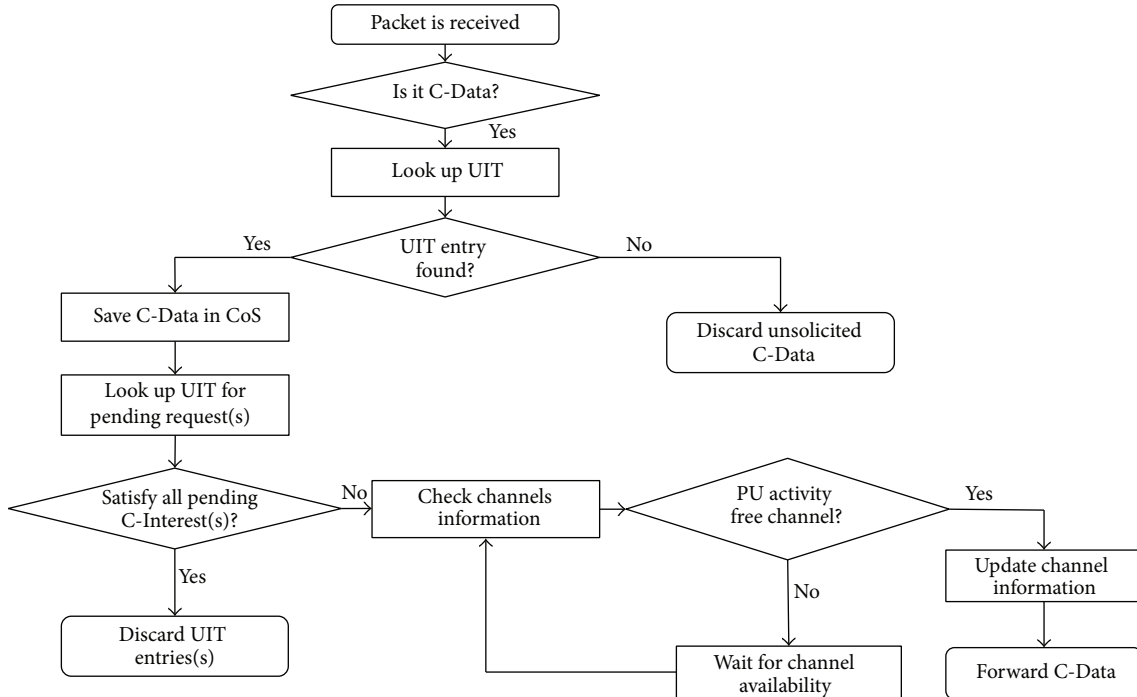 Packet is received
Is it C-Data?
Yes
Look up UIT
Yes
UIT entry
found?
No
Save C-Data in CoS
Discard unsolicited
C-Data
Look up UIT for
pending request(s)
Satisfy all pending
C-Interest(s)?
No
Check channels
information
PU activity
free channel?
Yes
Yes
No
Update channel
information
Discard UIT
entries(s)
Wait for channel
availability
Forward C-Data